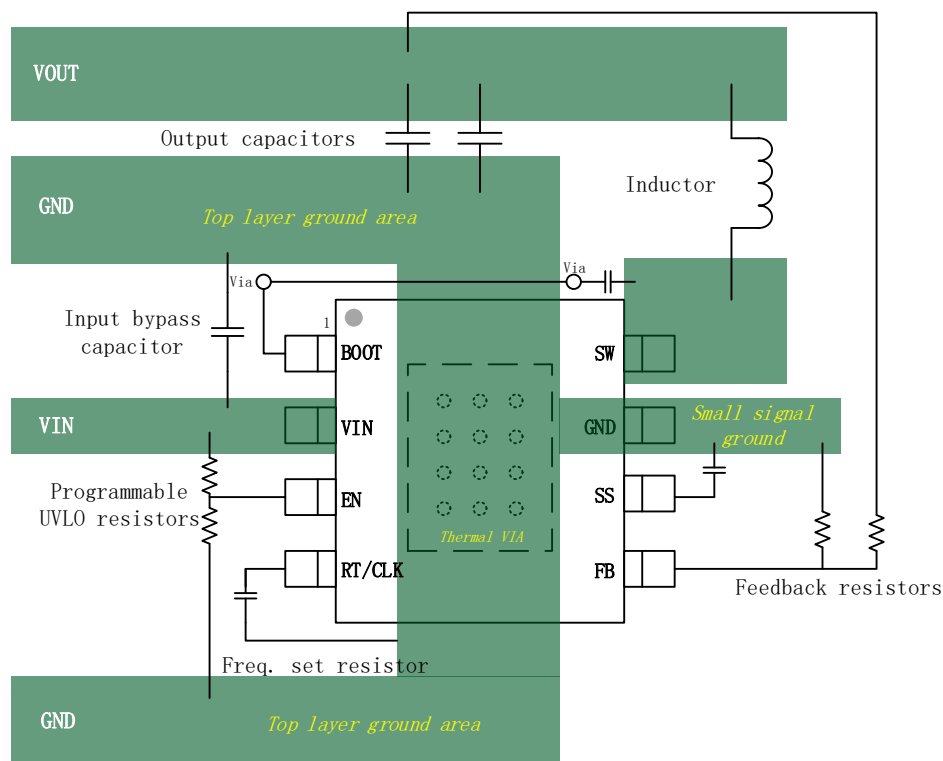 VOUT
Output capacitors
Inductor
GND
Top layer ground area
Via
Via
Input bypass
capacitor
1
BOOT
SW
VIN
VIN
GND
Small signal
ground
Programmable
UVLO resistors
EN
SS
Thermal VIA
RT/CLK
FB
Feedback resistors
Freq. set resistor
GND
Top layer ground area